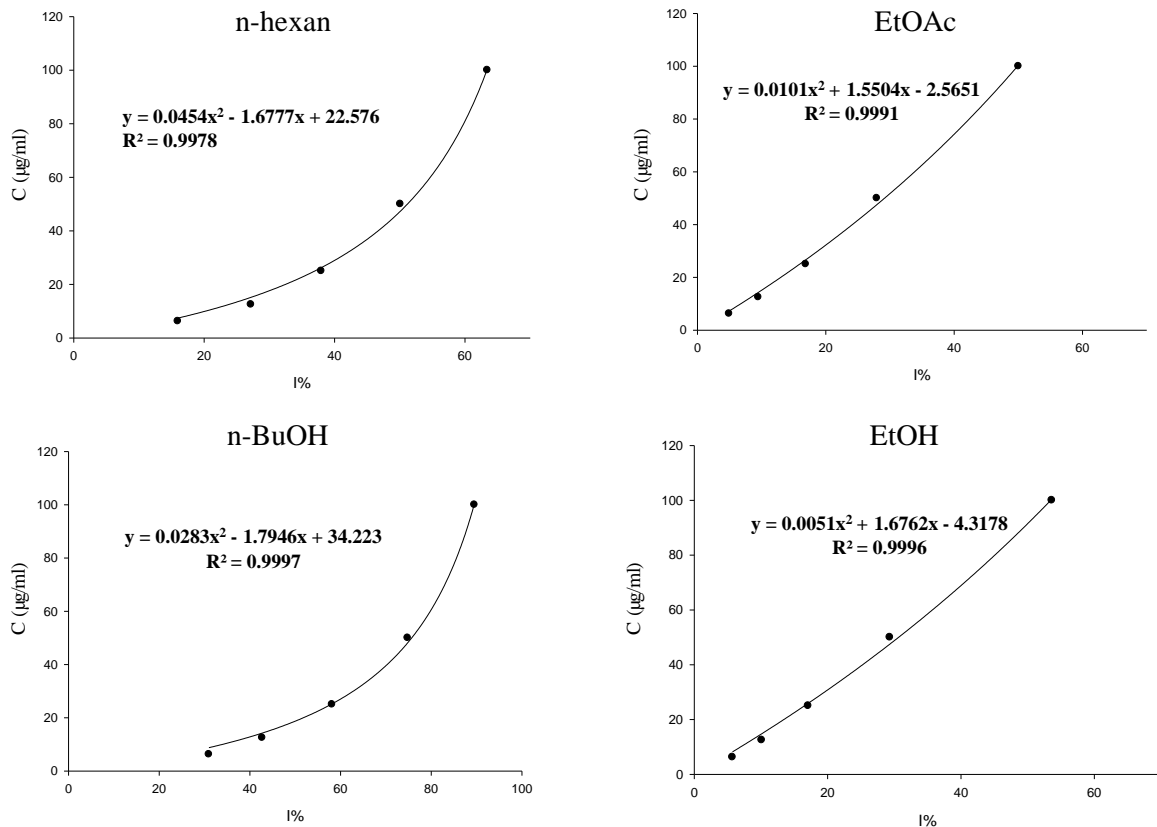 n-hexan
120
100
80
60
40
20
0
y = 0.0454x² - 1.6777x + 22.576
R² = 0.9978
C (µg/ml)
0 20 40 60
I%
EtOAc
120
100
80
60
40
20
0
y = 0.0101x² + 1.5504x - 2.5651
R² = 0.9991
C (µg/ml)
0 20 40 60
I%
n-BuOH
120
100
80
60
40
20
0
y = 0.0283x² - 1.7946x + 34.223
R² = 0.9997
C (µg/ml)
0 20 40 60 80 100
I%
EtOH
120
100
80
60
40
20
0
y = 0.0051x² + 1.6762x - 4.3178
R² = 0.9996
C (µg/ml)
0 20 40 60
I%